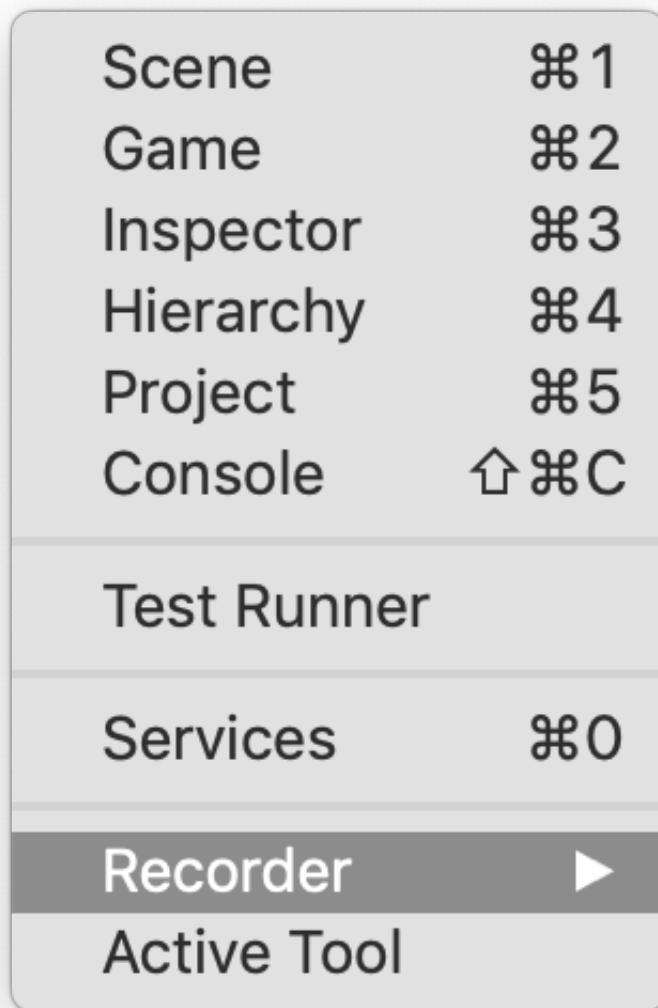 Scene ⌘1
Game ⌘2
Inspector ⌘3
Hierarchy ⌘4
Project ⌘5
Console ⇧⌘C
Test Runner
Services ⌘0
Recorder ▶
Active Tool